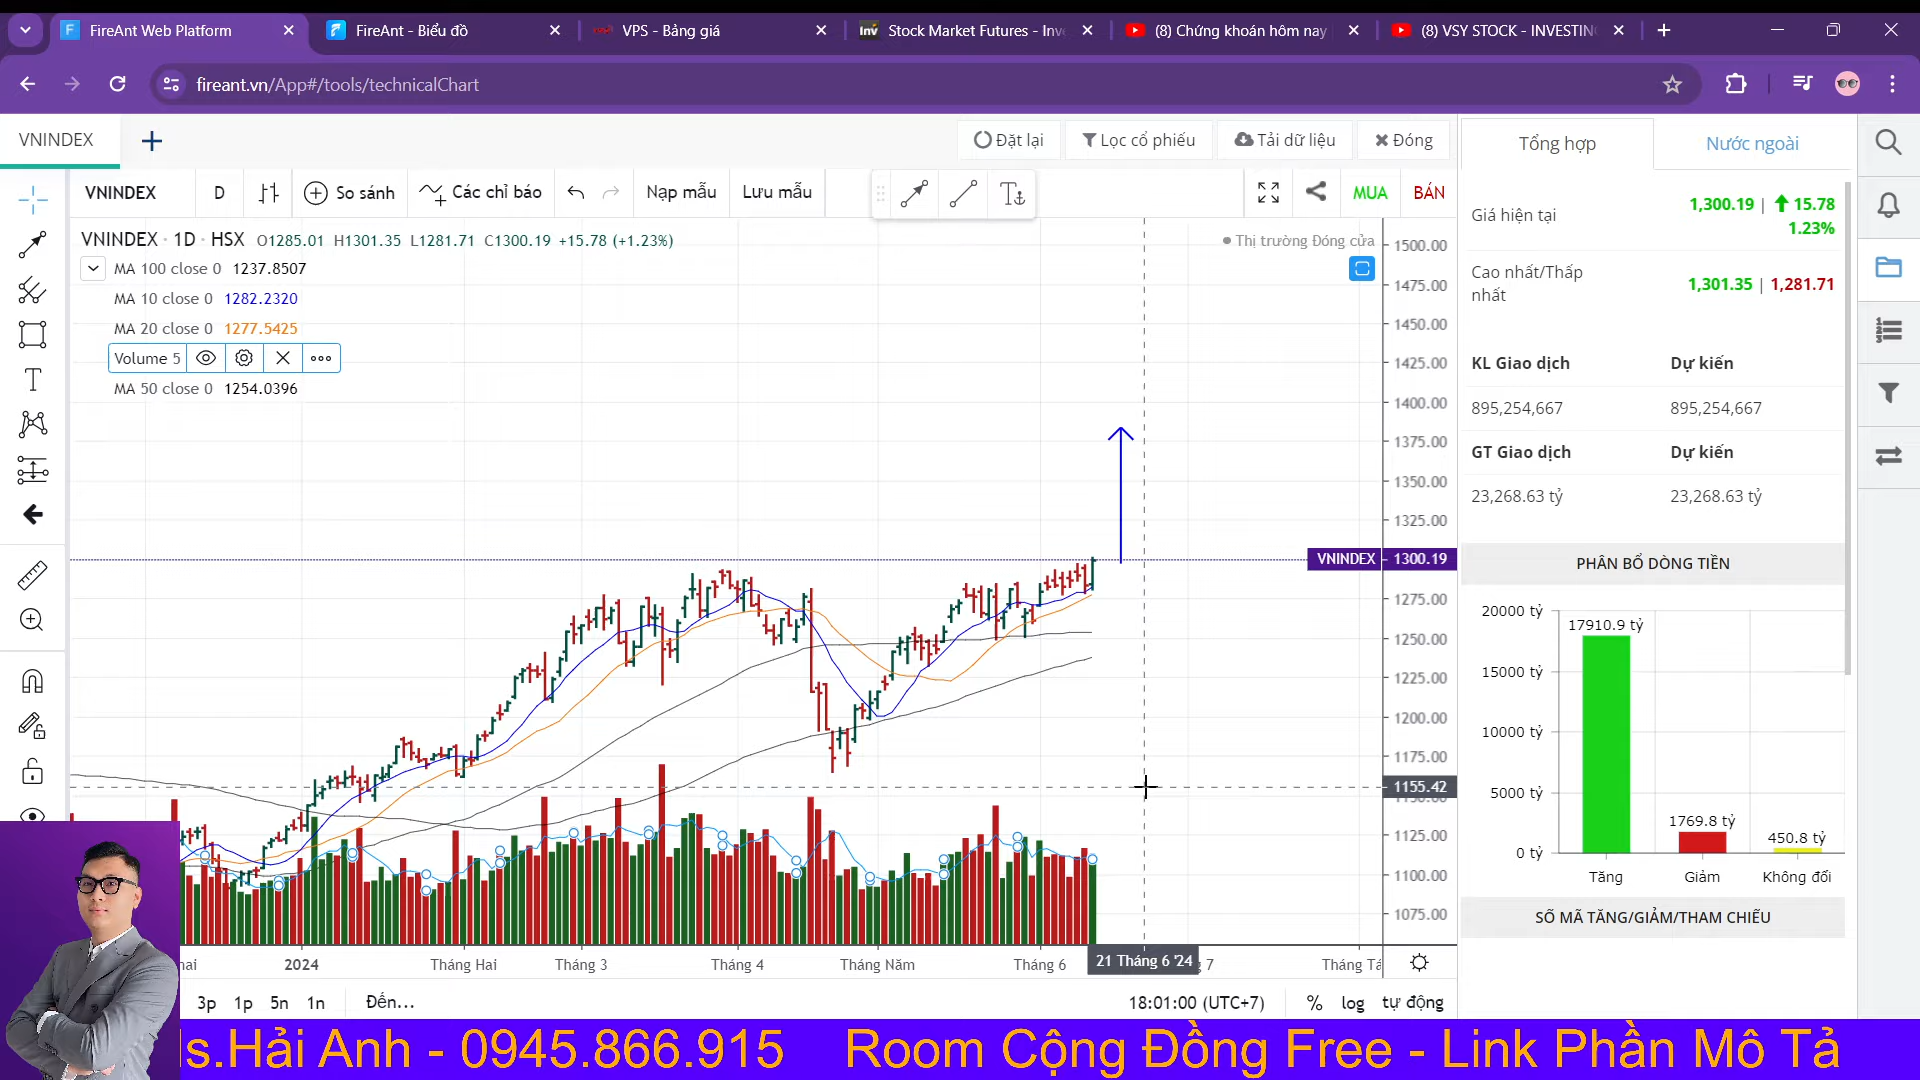 FireAnt Web Platform
FireAnt - Biểu đồ
VPS - Bảng giá
Inv
Stock Market Futures - Inve
(8) Chứng khoán hôm nay
(8) VSY STOCK - INVESTIN
fireant.vn/App#/tools/technicalChart
VNINDEX
Đặt lại
Lọc cổ phiếu
Tải dữ liệu
Đóng
VNINDEX
D
So sánh
Các chỉ báo
Nạp mẫu
Lưu mẫu
MUA
BÁN
VNINDEX · 1D · HSX O1285.01 H1301.35 L1281.71 C1300.19 +15.78 (+1.23%)
Thị trường Đóng cửa
MA 100 close 0 1237.8507
MA 10 close 0 1282.2320
MA 20 close 0 1277.5425
Volume 5
MA 50 close 0 1254.0396
1500.00
1475.00
1450.00
1425.00
1400.00
1375.00
1350.00
1325.00
VNINDEX 1300.19
1275.00
1250.00
1225.00
1200.00
1175.00
1155.42
1125.00
1100.00
1075.00
2024
Tháng Hai
Tháng 3
Tháng 4
Tháng Năm
Tháng 6
21 Tháng 6 '24
7
3p
1p
5n
1n
Đến...
18:01:00 (UTC+7)
%
log
tự động
Tổng hợp
Nước ngoài
Giá hiện tại
1,300.19 | 15.78
1.23%
Cao nhất/Thấp
nhất
1,301.35 | 1,281.71
KL Giao dịch
Dự kiến
895,254,667
895,254,667
GT Giao dịch
Dự kiến
23,268.63 tỷ
23,268.63 tỷ
PHÂN BỔ DÒNG TIỀN
20000 tỷ
15000 tỷ
10000 tỷ
5000 tỷ
0 tỷ
17910.9 tỷ
1769.8 tỷ
450.8 tỷ
Tăng
Giảm
Không đổi
SỐ MÃ TĂNG/GIẢM/THAM CHIẾU
s.Hải Anh - 0945.866.915
Room Cộng Đồng Free - Link Phần Mô Tả